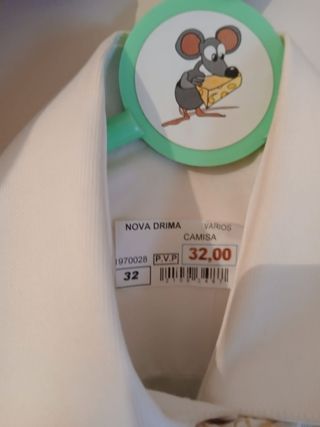 NOVA DRIMA VARIOS
CAMISA
1970028 P.V.P 32,00
32